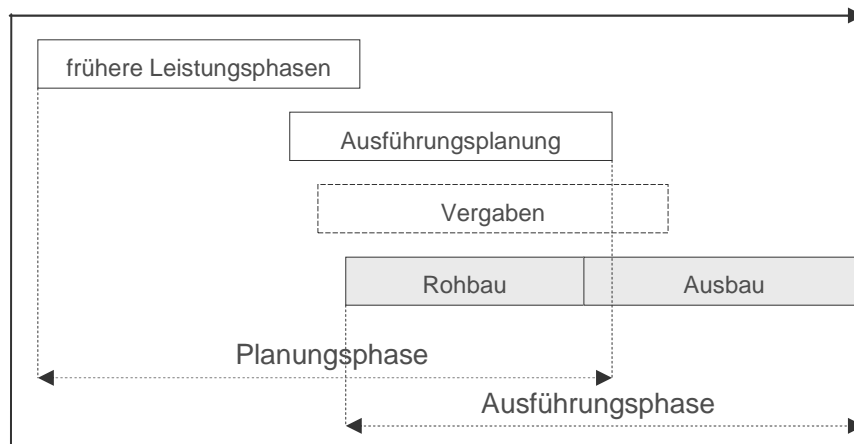 frühere Leistungsphasen
Ausführungsplanung
Vergaben
Rohbau Ausbau
Planungsphase
Ausführungsphase